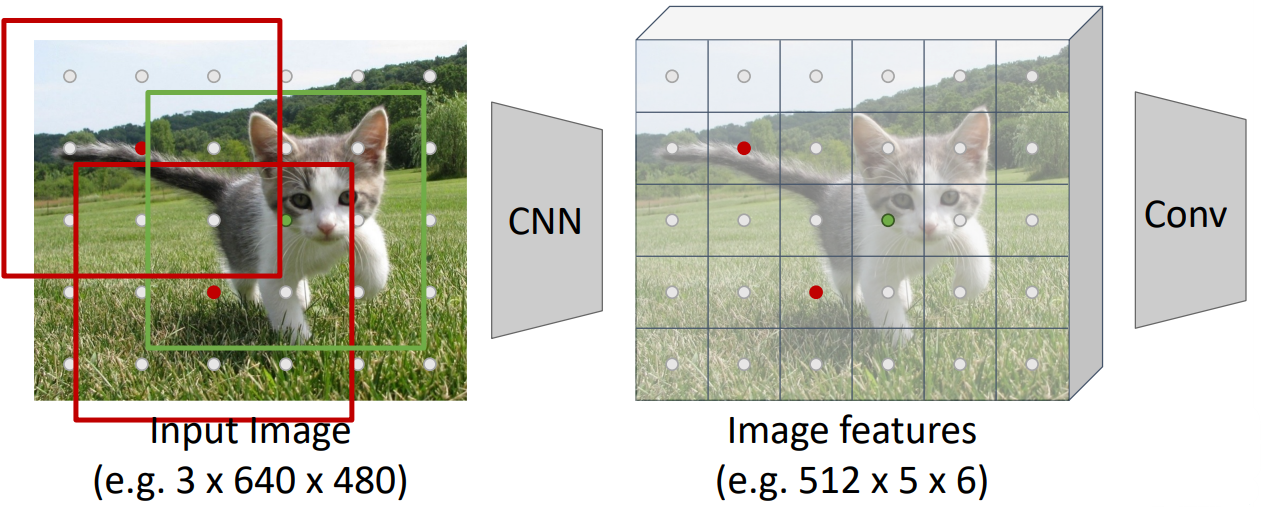 CNN
Conv
Input Image
(e.g. 3 x 640 x 480)
Image features
(e.g. 512 x 5 x 6)